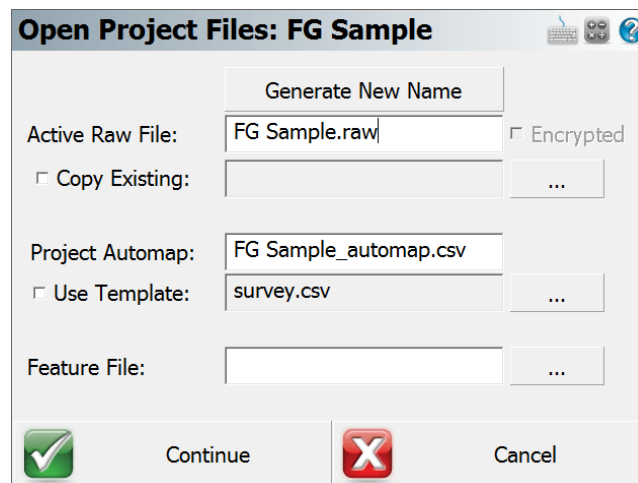 Open Project Files: FG Sample
Generate New Name
Active Raw File: FG Sample.raw Encrypted
Copy Existing: ...
Project Automap: FG Sample_automap.csv
Use Template: survey.csv ...
Feature File: ...
Continue Cancel